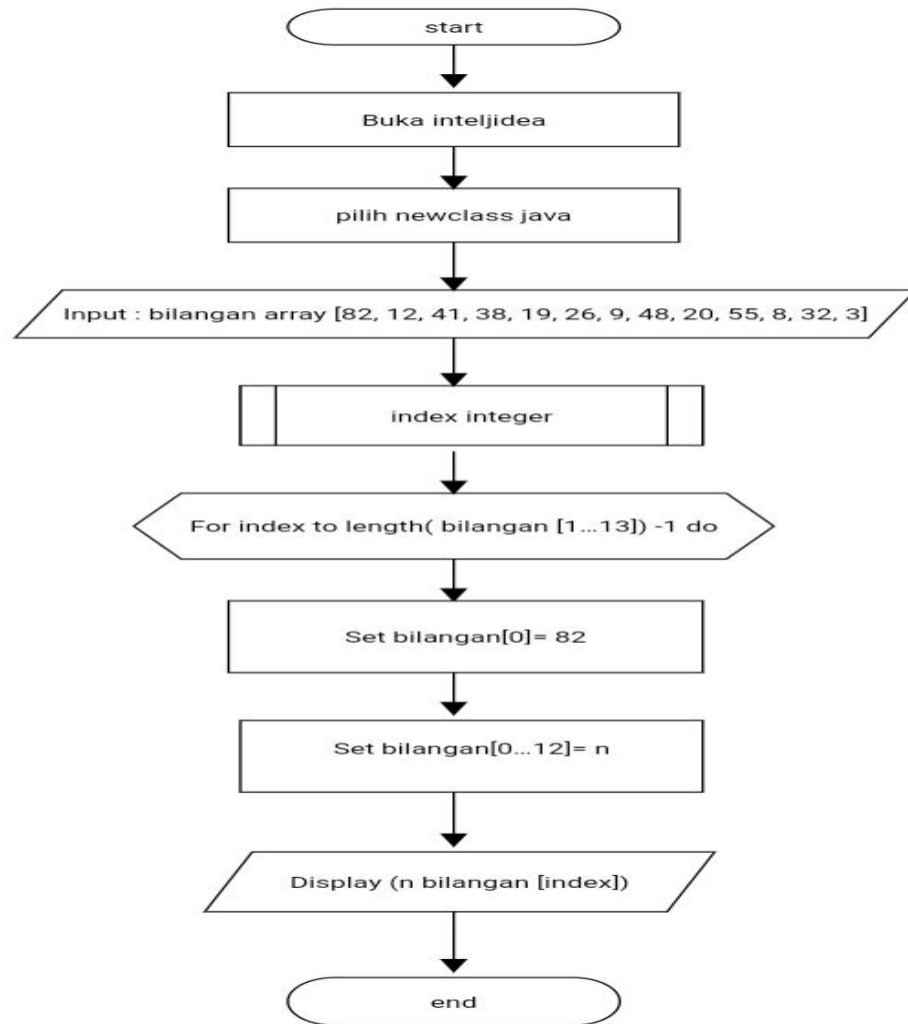 start
Buka inteljidea
pilih newclass java
Input : bilangan array [82, 12, 41, 38, 19, 26, 9, 48, 20, 55, 8, 32, 3]
index integer
For index to length( bilangan [1...13]) -1 do
Set bilangan[0]= 82
Set bilangan[0...12]= n
Display (n bilangan [index])
end